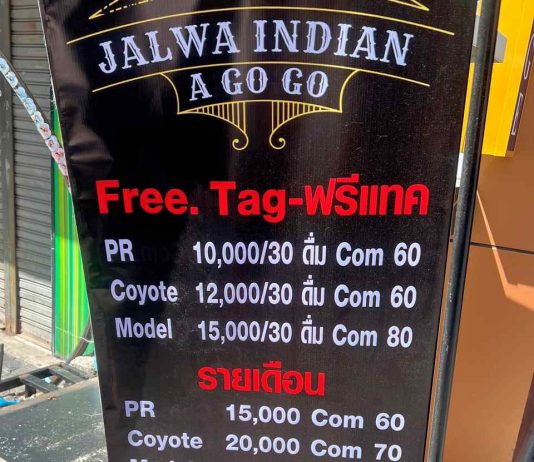 JALWA INDIAN
A GO GO
Free. Tag-ฟรีแทค
PR 10,000/30 ดื่ม Com 60
Coyote 12,000/30 ดื่ม Com 60
Model 15,000/30 ดื่ม Com 80
รายเดือน
PR 15,000 Com 60
Coyote 20,000 Com 70